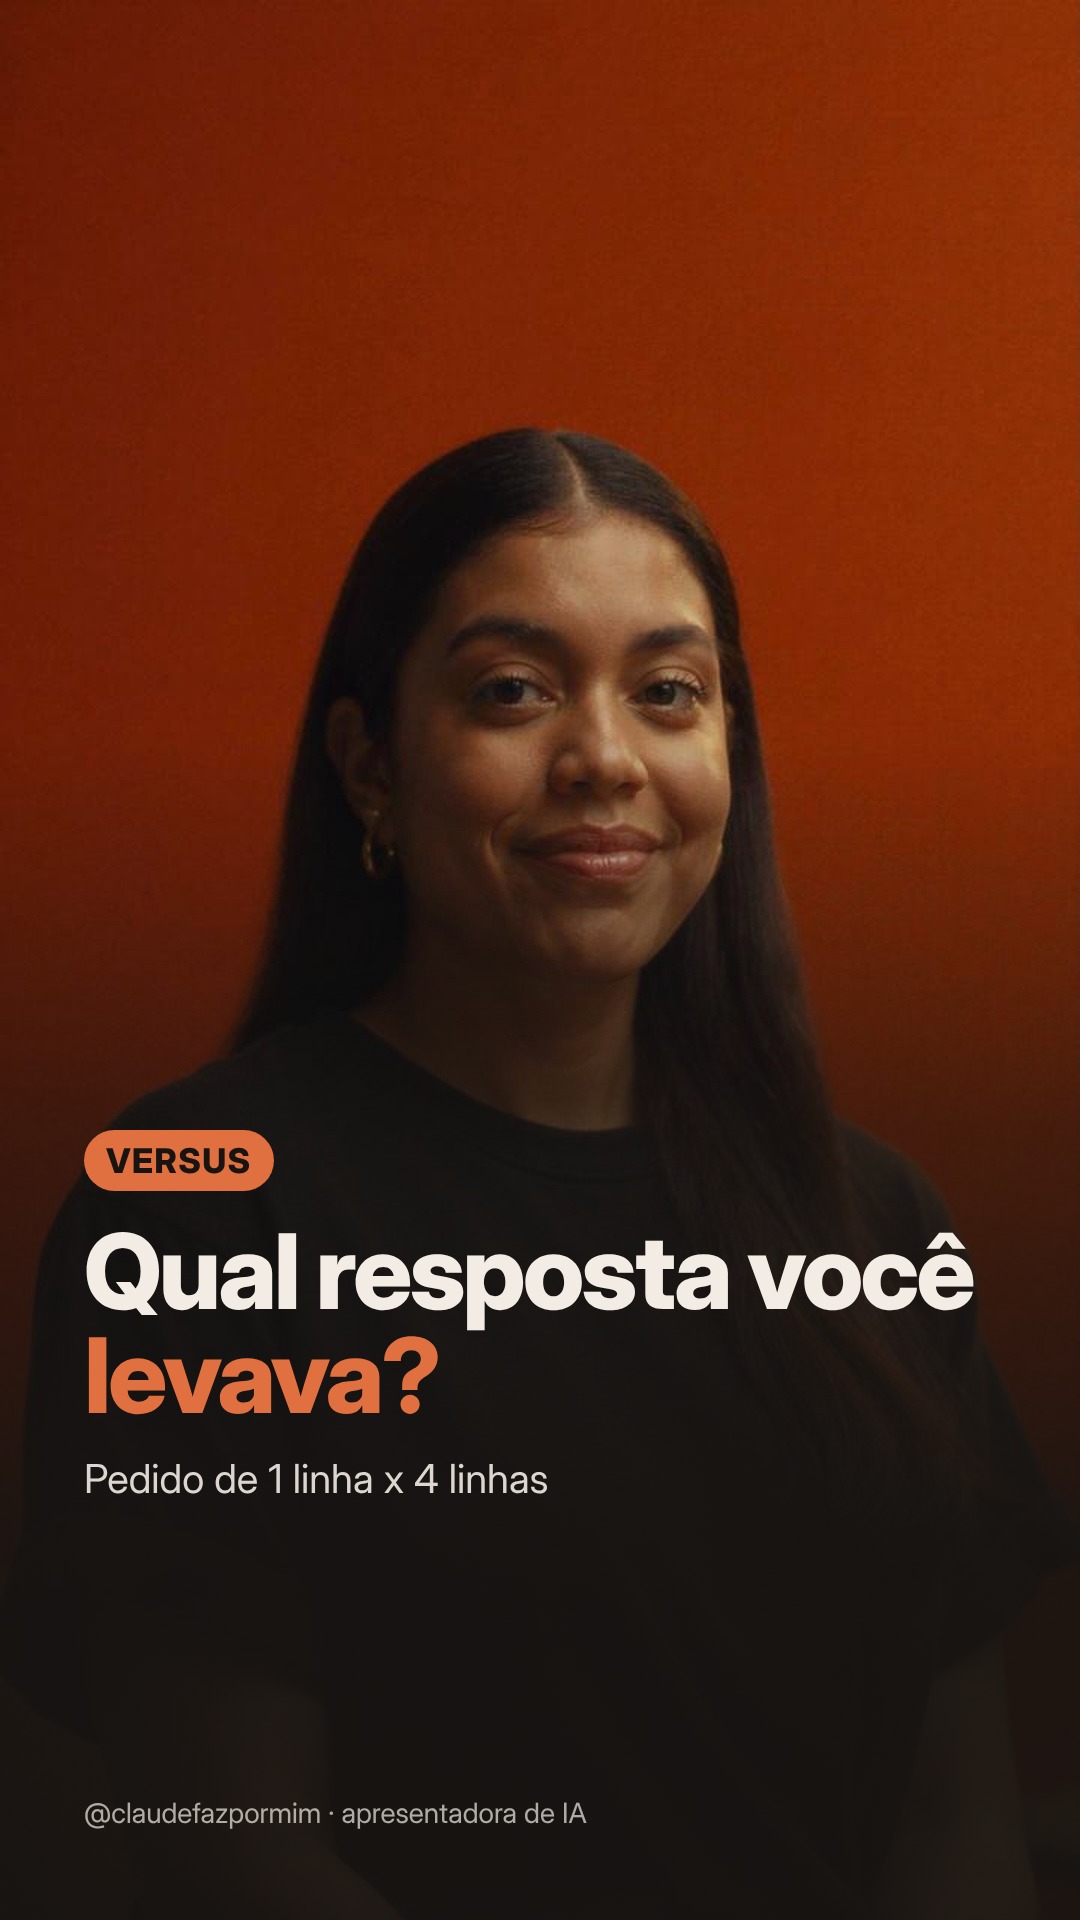 VERSUS
Qual resposta você
levava?
Pedido de 1 linha x 4 linhas
@claudefazpormim · apresentadora de IA